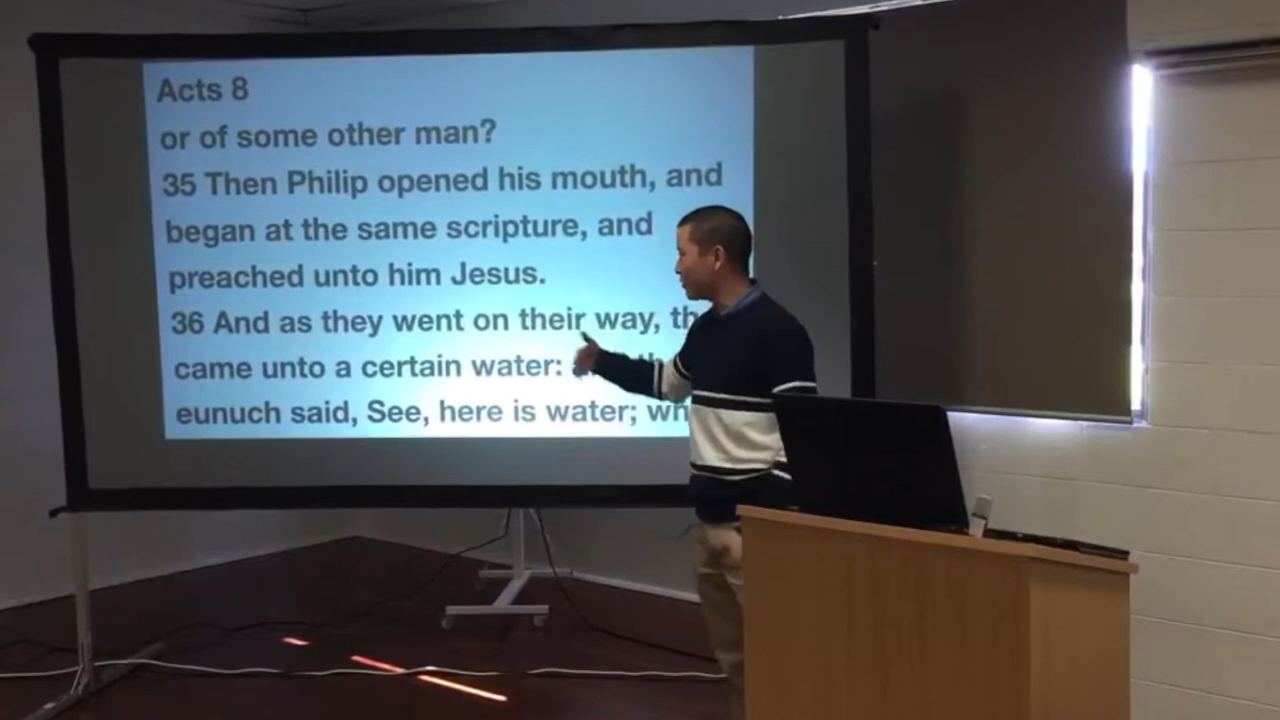 Acts 8
or of some other man?
35 Then Philip opened his mouth, and
began at the same scripture, and
preached unto him Jesus.
36 And as they went on their way,
came unto a certain water:
eunuch said, See, here is water;